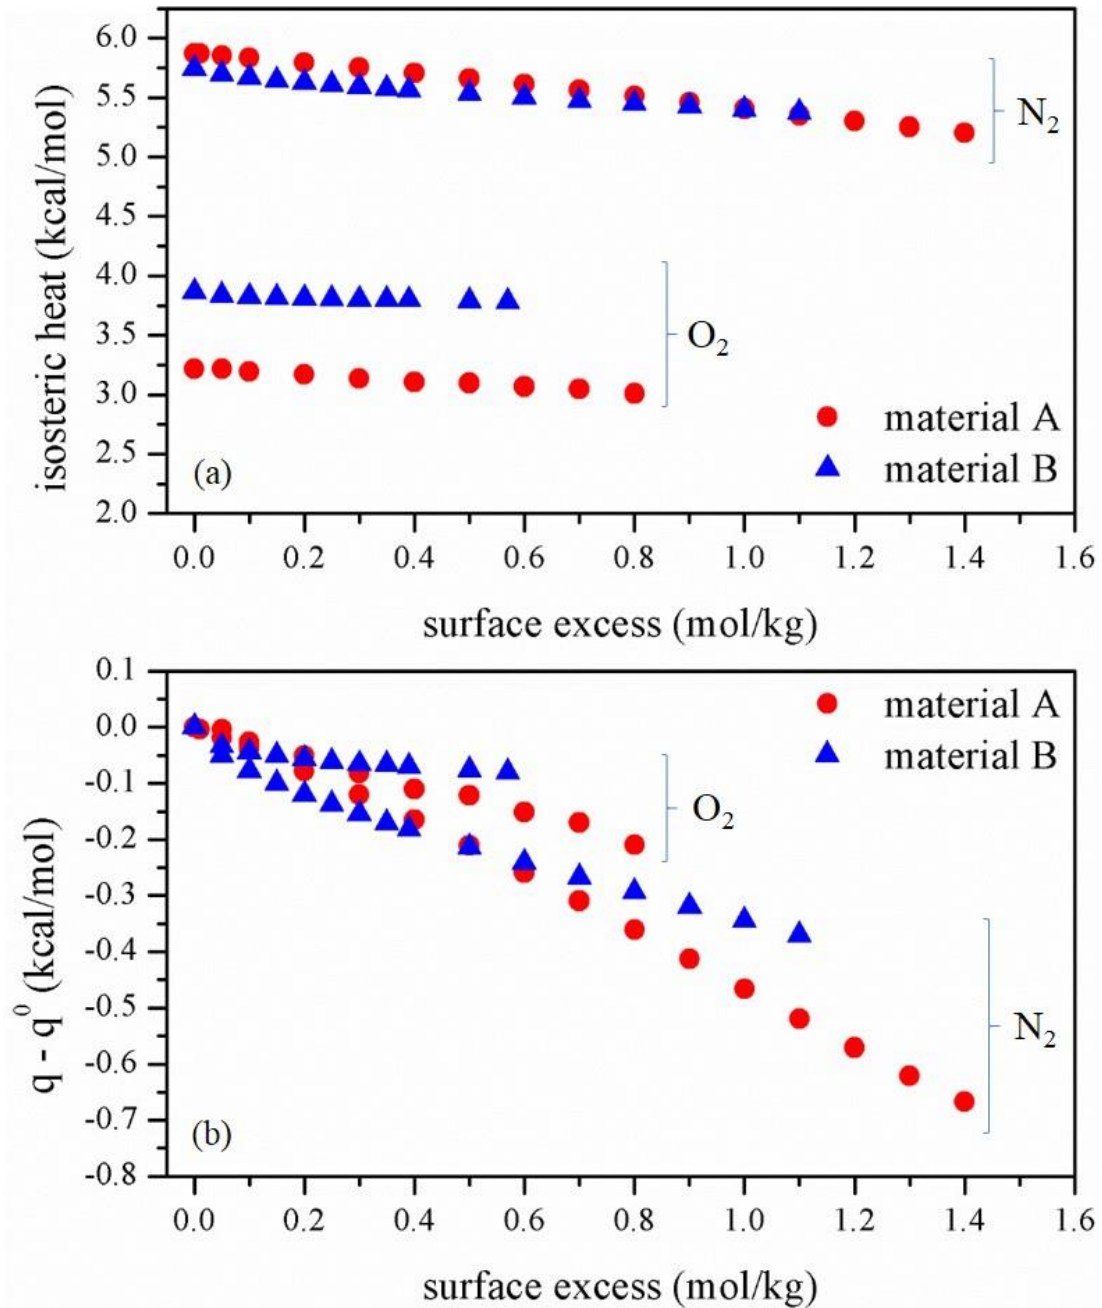 6.0
5.5
5.0
4.5
4.0
3.5
3.0
2.5
2.0
isosteric heat (kcal/mol)
N2
O2
material A
material B
(a)
0.0 0.2 0.4 0.6 0.8 1.0 1.2 1.4 1.6
surface excess (mol/kg)
0.1
0.0
-0.1
-0.2
-0.3
-0.4
-0.5
-0.6
-0.7
-0.8
q - q⁰ (kcal/mol)
material A
material B
O2
N2
(b)
0.0 0.2 0.4 0.6 0.8 1.0 1.2 1.4 1.6
surface excess (mol/kg)